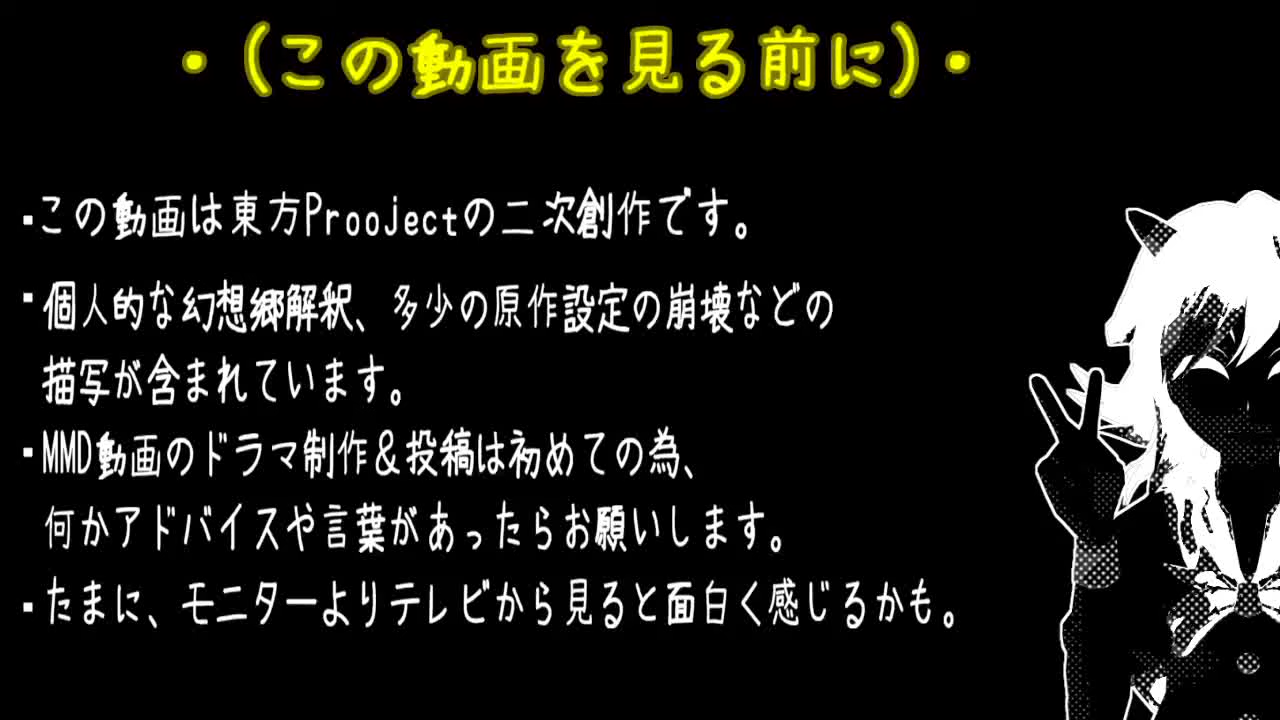 ・(この動画を見る前に)・
・この動画は東方Proojectの二次創作です。
・個人的な幻想郷解釈、多少の原作設定の崩壊などの
描写が含まれています。
・MMD動画のドラマ制作&投稿は初めての為、
何かアドバイスや言葉があったらお願いします。
・たまに、モニターよりテレビから見ると面白く感じるかも。